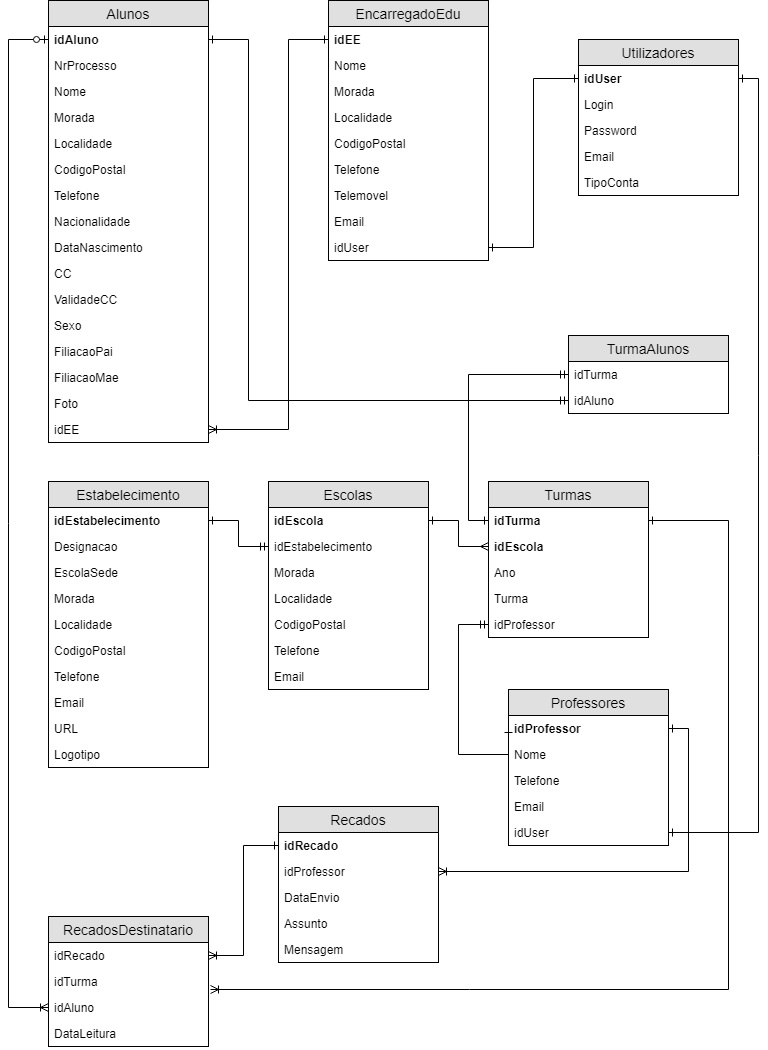 Alunos
idAluno
NrProcesso
Nome
Morada
Localidade
CodigoPostal
Telefone
Nacionalidade
DataNascimento
CC
ValidadeCC
Sexo
FiliacaoPai
FiliacaoMae
Foto
idEE
EncarregadoEdu
idEE
Nome
Morada
Localidade
CodigoPostal
Telefone
Telemovel
Email
idUser
Utilizadores
idUser
Login
Password
Email
TipoConta
TurmaAlunos
idTurma
idAluno
Estabelecimento
idEstabelecimento
Designacao
EscolaSede
Morada
Localidade
CodigoPostal
Telefone
Email
URL
Logotipo
Escolas
idEscola
idEstabelecimento
Morada
Localidade
CodigoPostal
Telefone
Email
Turmas
idTurma
idEscola
Ano
Turma
idProfessor
Professores
idProfessor
Nome
Telefone
Email
idUser
Recados
idRecado
idProfessor
DataEnvio
Assunto
Mensagem
RecadosDestinatario
idRecado
idTurma
idAluno
DataLeitura